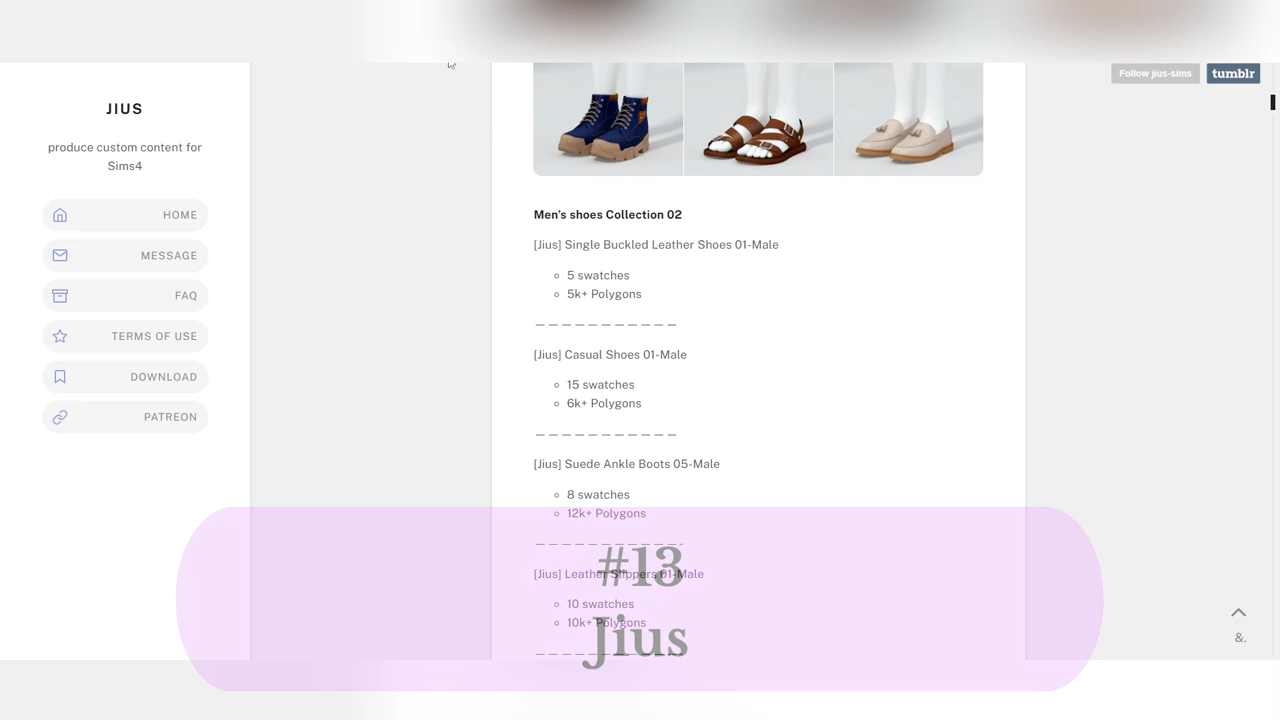 Follow jius-sims
tumblr
JIUS
produce custom content for
Sims4
HOME
MESSAGE
FAQ
TERMS OF USE
DOWNLOAD
PATREON
Men's shoes Collection 02
[Jius] Single Buckled Leather Shoes 01-Male
5 swatches
5k+ Polygons
— — — — — — — — — — —
[Jius] Casual Shoes 01-Male
15 swatches
6k+ Polygons
— — — — — — — — — — —
[Jius] Suede Ankle Boots 05-Male
8 swatches
12k+ Polygons
— — — — — — — — — — —
[Jius] Leather Slippers 01-Male
10 swatches
10k+ Polygons
— — — — — — — — — — —
#13
Jius
&.